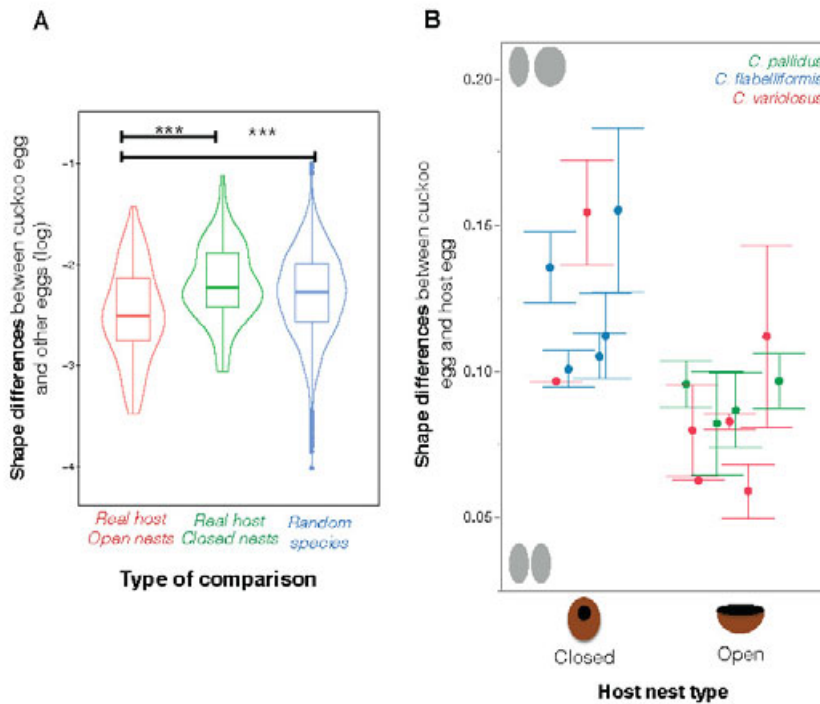 A
Shape differences between cuckoo egg
and other eggs (log)
-1
-2
-3
-4
***
***
Real host
Open nests
Real host
Closed nests
Random
species
Type of comparison
B
C. pallidus
C. flabelliformis
C. variolosus
Shape differences between cuckoo
egg and host egg
0.20
0.16
0.10
0.05
Closed
Open
Host nest type